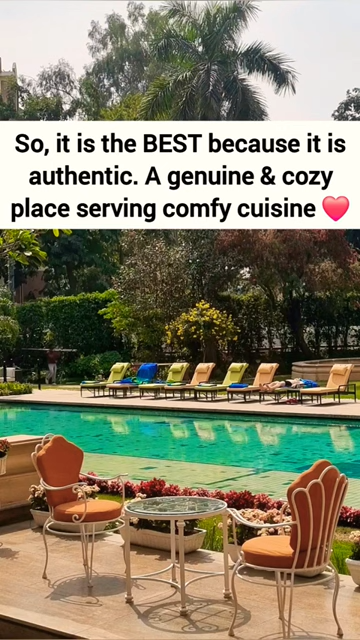 So, it is the BEST because it is
authentic. A genuine & cozy
place serving comfy cuisine ❤️